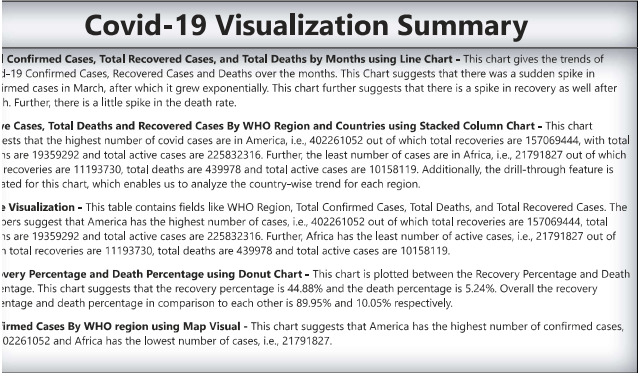 Covid-19 Visualization Summary
l Confirmed Cases, Total Recovered Cases, and Total Deaths by Months using Line Chart - This chart gives the trends of
d-19 Confirmed Cases, Recovered Cases and Deaths over the months. This Chart suggests that there was a sudden spike in
irmed cases in March, after which it grew exponentially. This chart further suggests that there is a spike in recovery as well after
h. Further, there is a little spike in the death rate.
ve Cases, Total Deaths and Recovered Cases By WHO Region and Countries using Stacked Column Chart - This chart
ests that the highest number of covid cases are in America, i.e., 402261052 out of which total recoveries are 157069444, with total
ns are 19359292 and total active cases are 225832316. Further, the least number of cases are in Africa, i.e., 21791827 out of which
recoveries are 11193730, total deaths are 439978 and total active cases are 10158119. Additionally, the drill-through feature is
ated for this chart, which enables us to analyze the country-wise trend for each region.
e Visualization - This table contains fields like WHO Region, Total Confirmed Cases, Total Deaths, and Total Recovered Cases. The
bers suggest that America has the highest number of cases, i.e., 402261052 out of which total recoveries are 157069444, total
ns are 19359292 and total active cases are 225832316. Further, Africa has the least number of active cases, i.e., 21791827 out of
h total recoveries are 11193730, total deaths are 439978 and total active cases are 10158119.
very Percentage and Death Percentage using Donut Chart - This chart is plotted between the Recovery Percentage and Death
entage. This chart suggests that the recovery percentage is 44.88% and the death percentage is 5.24%. Overall the recovery
entage and death percentage in comparison to each other is 89.95% and 10.05% respectively.
irmed Cases By WHO region using Map Visual - This chart suggests that America has the highest number of confirmed cases,
02261052 and Africa has the lowest number of cases, i.e., 21791827.